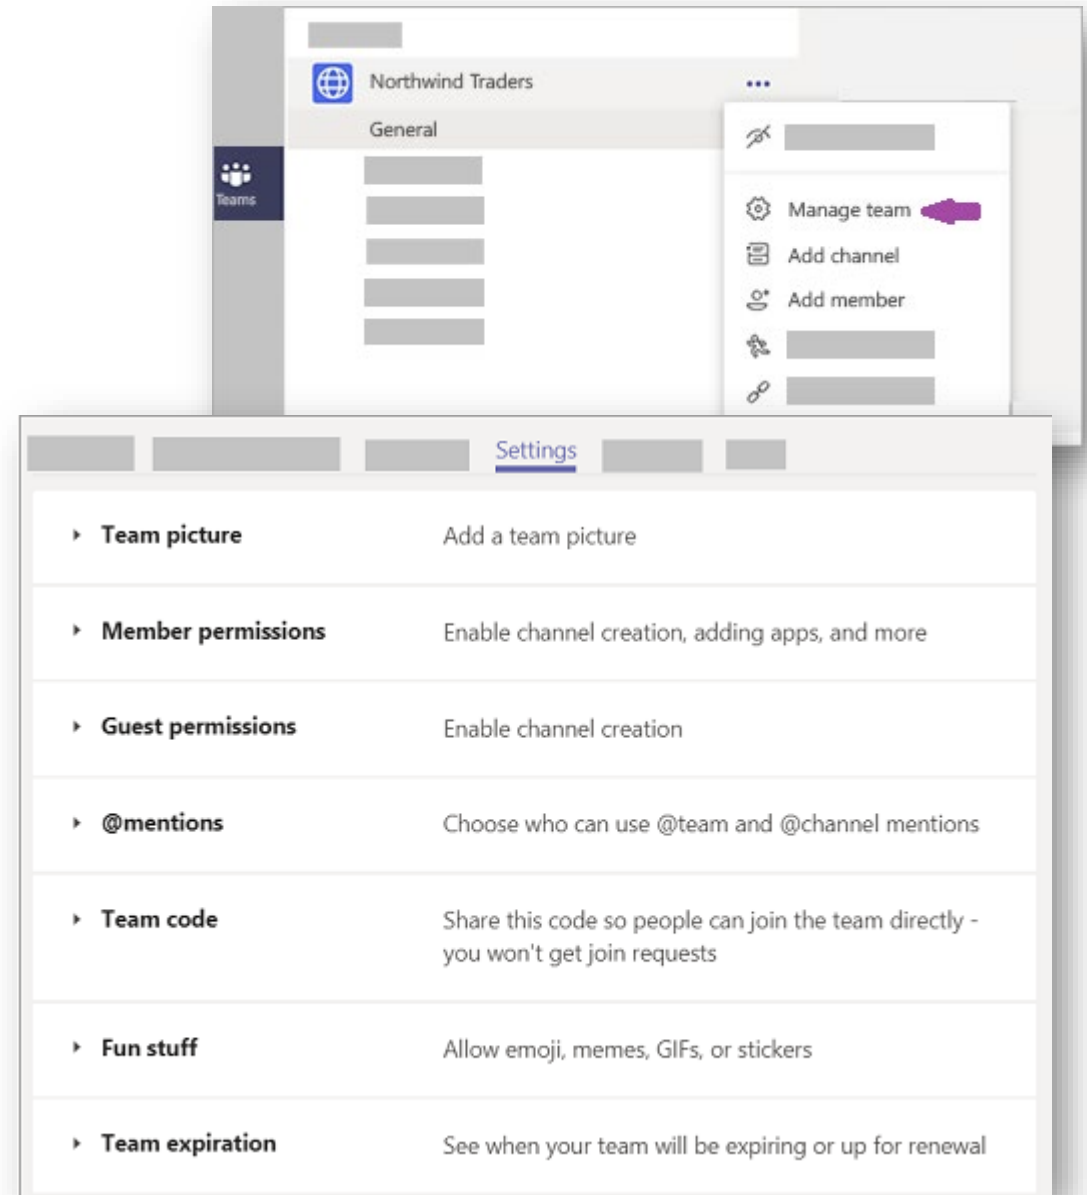 Northwind Traders
General
Teams
Manage team
Add channel
Add member
Settings
Team picture Add a team picture
Member permissions Enable channel creation, adding apps, and more
Guest permissions Enable channel creation
@mentions Choose who can use @team and @channel mentions
Team code Share this code so people can join the team directly -
you won't get join requests
Fun stuff Allow emoji, memes, GIFs, or stickers
Team expiration See when your team will be expiring or up for renewal